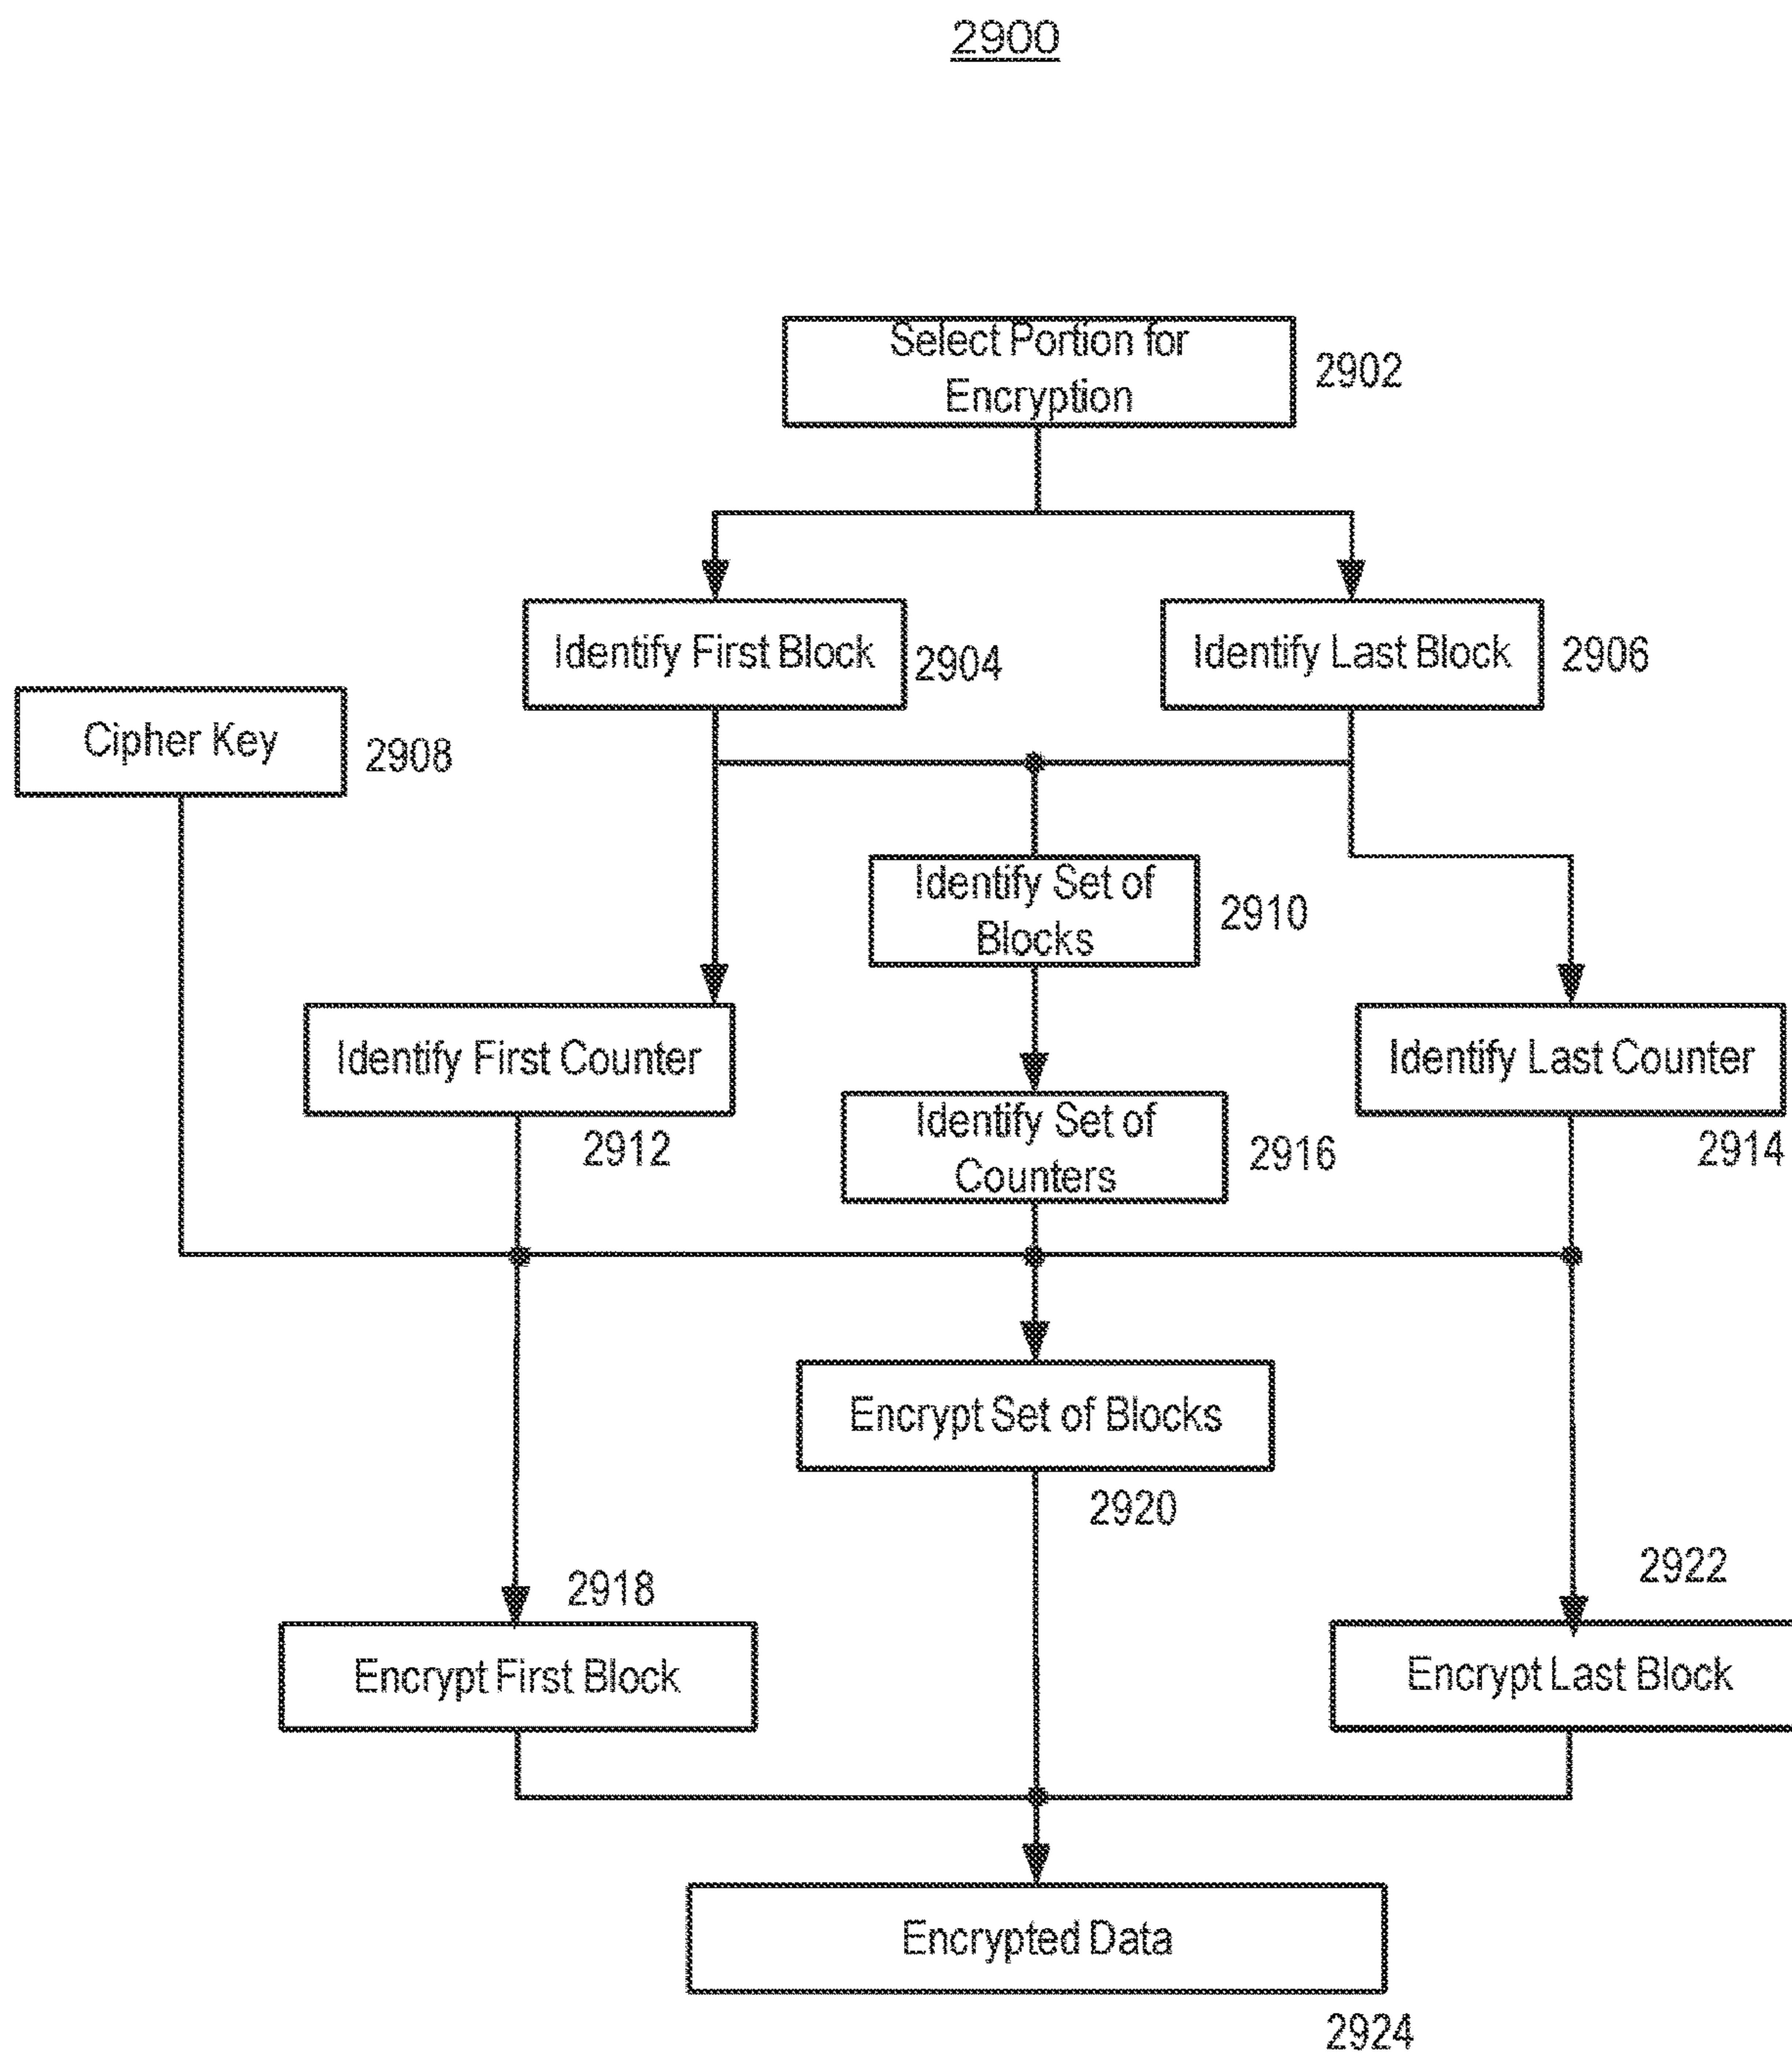 2900
Select Portion for
Encryption
2902
Identify First Block
2904
Identify Last Block
2906
Cipher Key
2908
Identify Set of
Blocks
2910
Identify First Counter
2912
Identify Set of
Counters
2916
Identify Last Counter
2914
Encrypt Set of Blocks
2920
2918
Encrypt First Block
2922
Encrypt Last Block
Encrypted Data
2924